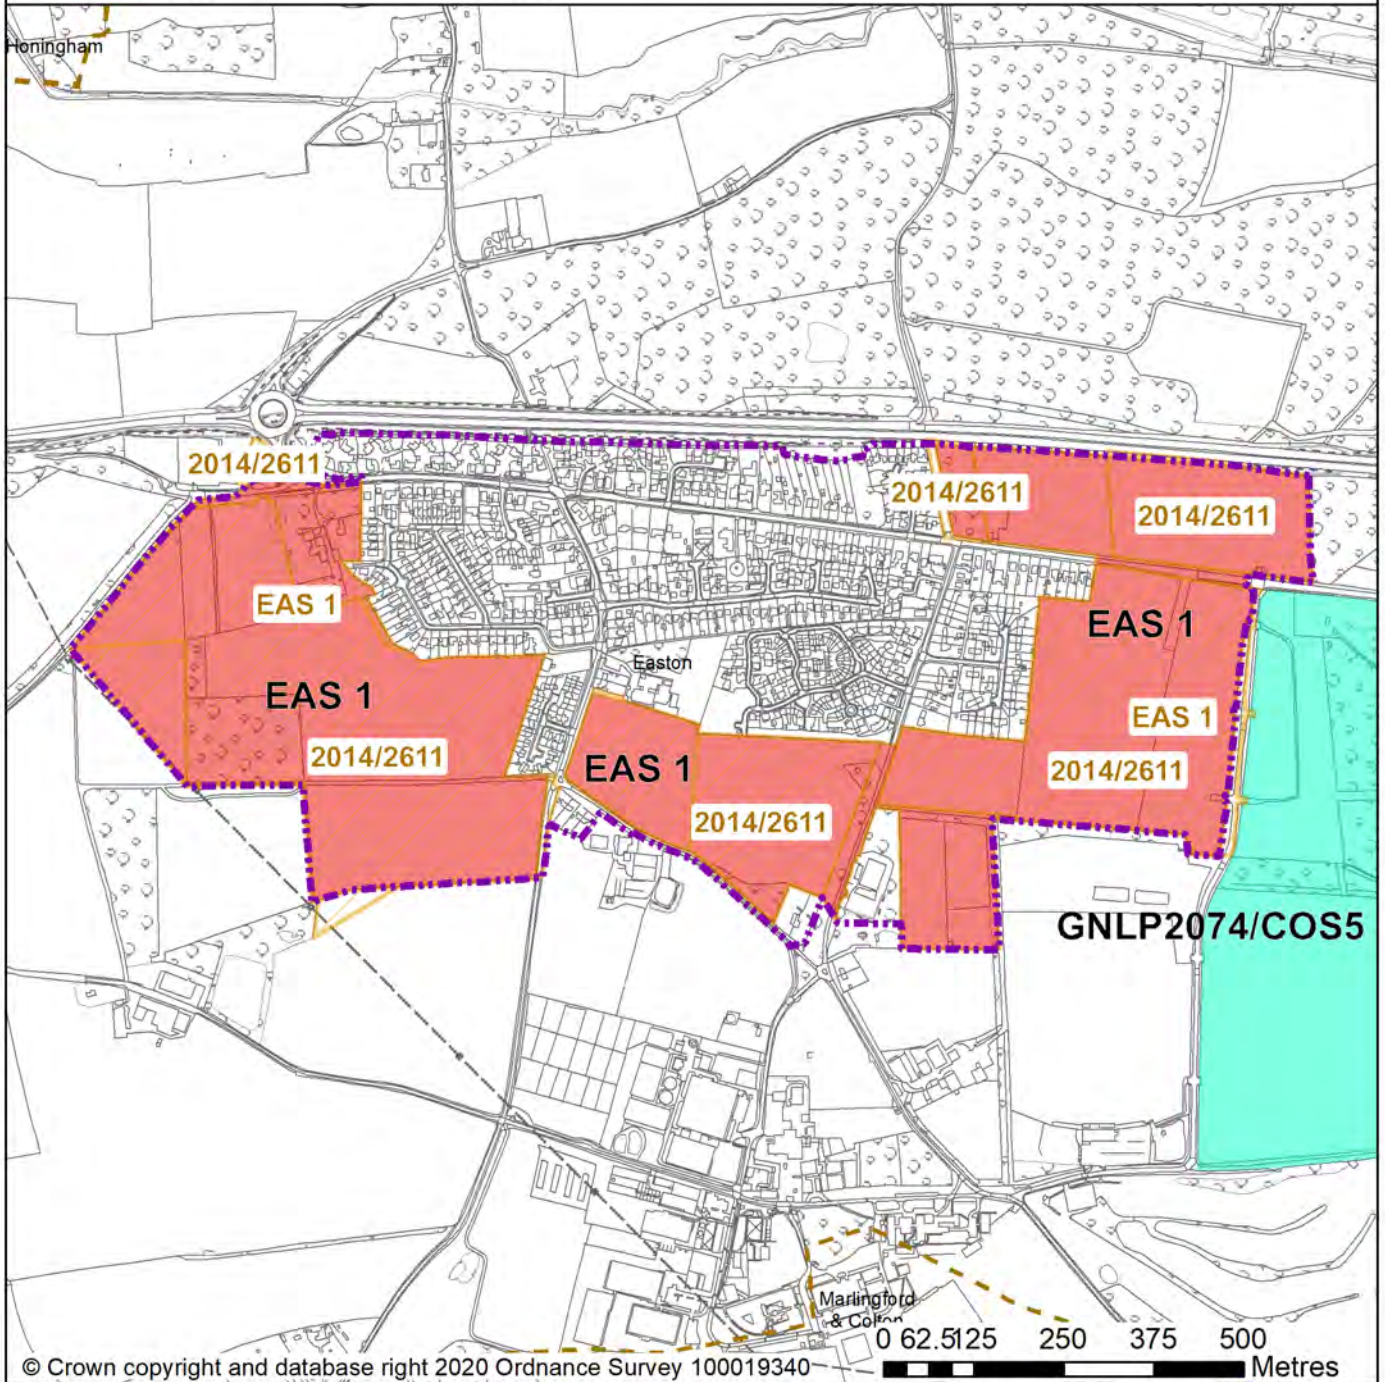 Honingham
2014/2611
2014/2611
2014/2611
EAS 1
EAS 1
Easton
EAS 1
EAS 1
EAS 1
2014/2611
2014/2611
2014/2611
GNLP2074/COS5
Marlingford
& Colton
0 62.5125 250 375 500
Metres
© Crown copyright and database right 2020 Ordnance Survey 100019340